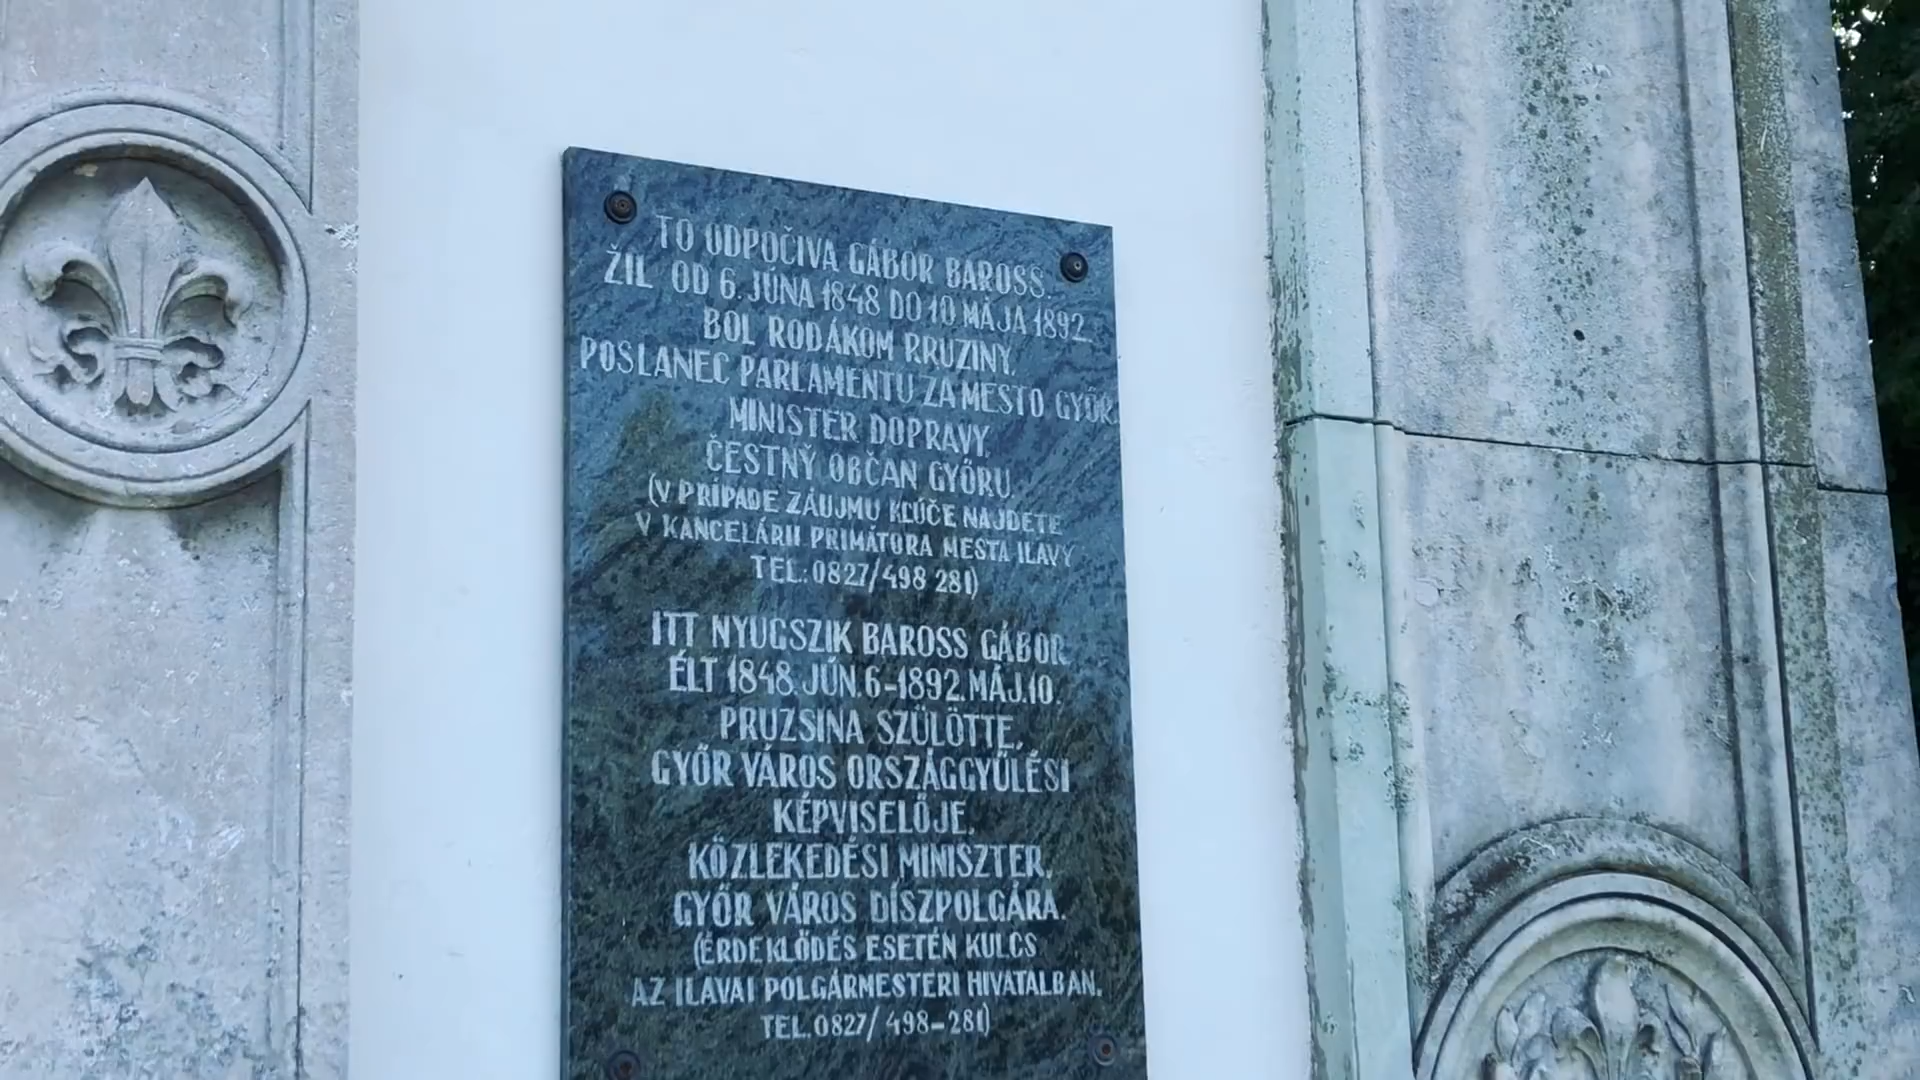 TO ODPOČIVA GÁBOR BAROSS.
ŽIL OD 6. JÚNA 1848 DO 10 MÁJA 1892
BOL RODÁKOM RRUZINY,
POSLANEC PARLAMENTU ZA MESTO GYŐR.
MINISTER DOPRAVY,
ČESTNÝ OBČAN GYŐRU.
(V PRÍPADE ZÁUJMU KĽÚČE NAJDETE
V KANCELÁRII PRIMÁTORA MESTA ILAVY
TEL.: 0827/498 281)
ITT NYUGSZIK BAROSS GÁBOR
ÉLT 1848. JÚN. 6-1892. MÁJ. 10.
PRUZSINA SZÜLÖTTE,
GYŐR VÁROS ORSZÁGGYŰLÉSI
KÉPVISELŐJE,
KÖZLEKEDÉSI MINISZTER,
GYŐR VÁROS DÍSZPOLGÁRA.
(ÉRDEKLŐDÉS ESETÉN KULCS
AZ ILAVAI POLGÁRMESTERI HIVATALBAN.
TEL. 0827/ 498-281)